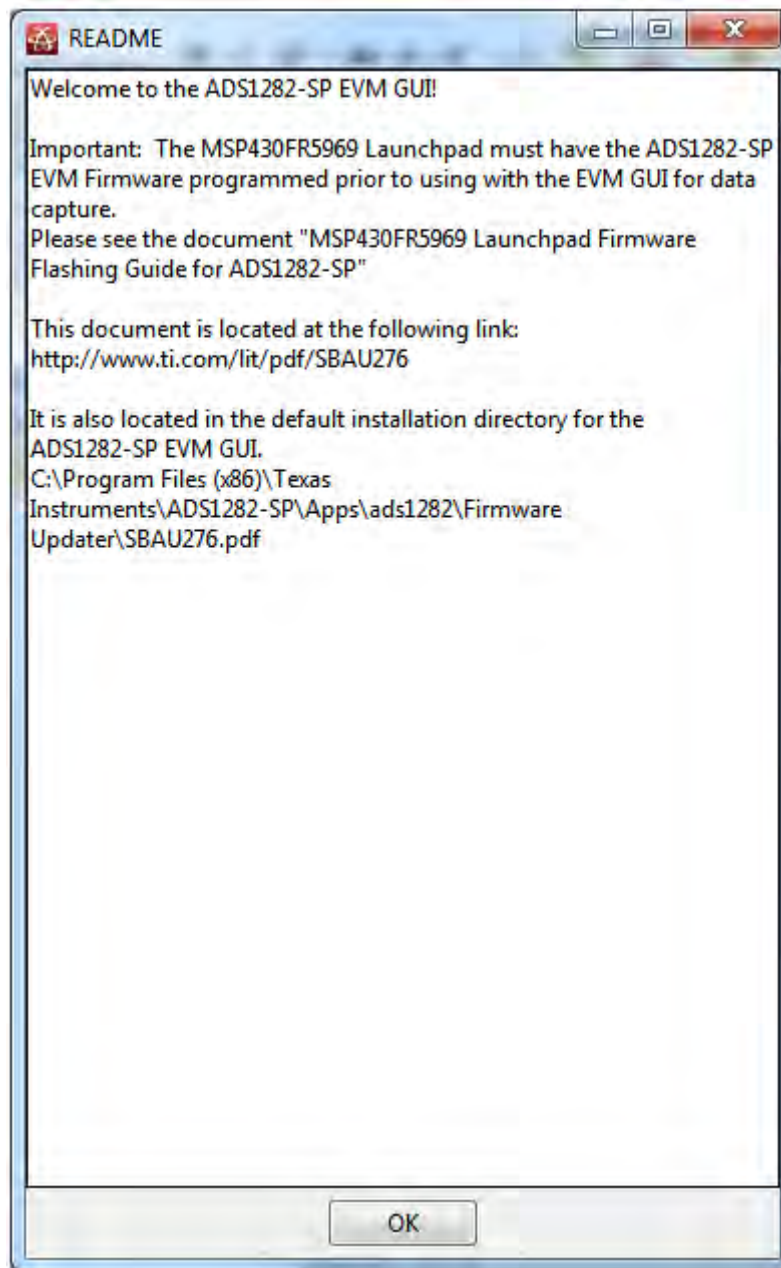 README
Welcome to the ADS1282-SP EVM GUI!
Important:  The MSP430FR5969 Launchpad must have the ADS1282-SP
EVM Firmware programmed prior to using with the EVM GUI for data
capture.
Please see the document "MSP430FR5969 Launchpad Firmware
Flashing Guide for ADS1282-SP"
This document is located at the following link:
http://www.ti.com/lit/pdf/SBAU276
It is also located in the default installation directory for the
ADS1282-SP EVM GUI.
C:\Program Files (x86)\Texas
Instruments\ADS1282-SP\Apps\ads1282\Firmware
Updater\SBAU276.pdf
OK